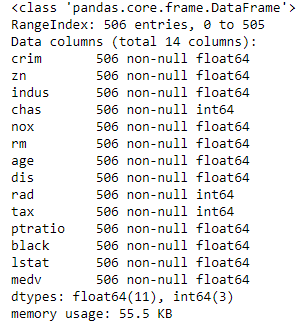 <class 'pandas.core.frame.DataFrame'>
RangeIndex: 506 entries, 0 to 505
Data columns (total 14 columns):
crim       506 non-null float64
zn         506 non-null float64
indus      506 non-null float64
chas       506 non-null int64
nox        506 non-null float64
rm         506 non-null float64
age        506 non-null float64
dis        506 non-null float64
rad        506 non-null int64
tax        506 non-null int64
ptratio    506 non-null float64
black      506 non-null float64
lstat      506 non-null float64
medv       506 non-null float64
dtypes: float64(11), int64(3)
memory usage: 55.5 KB